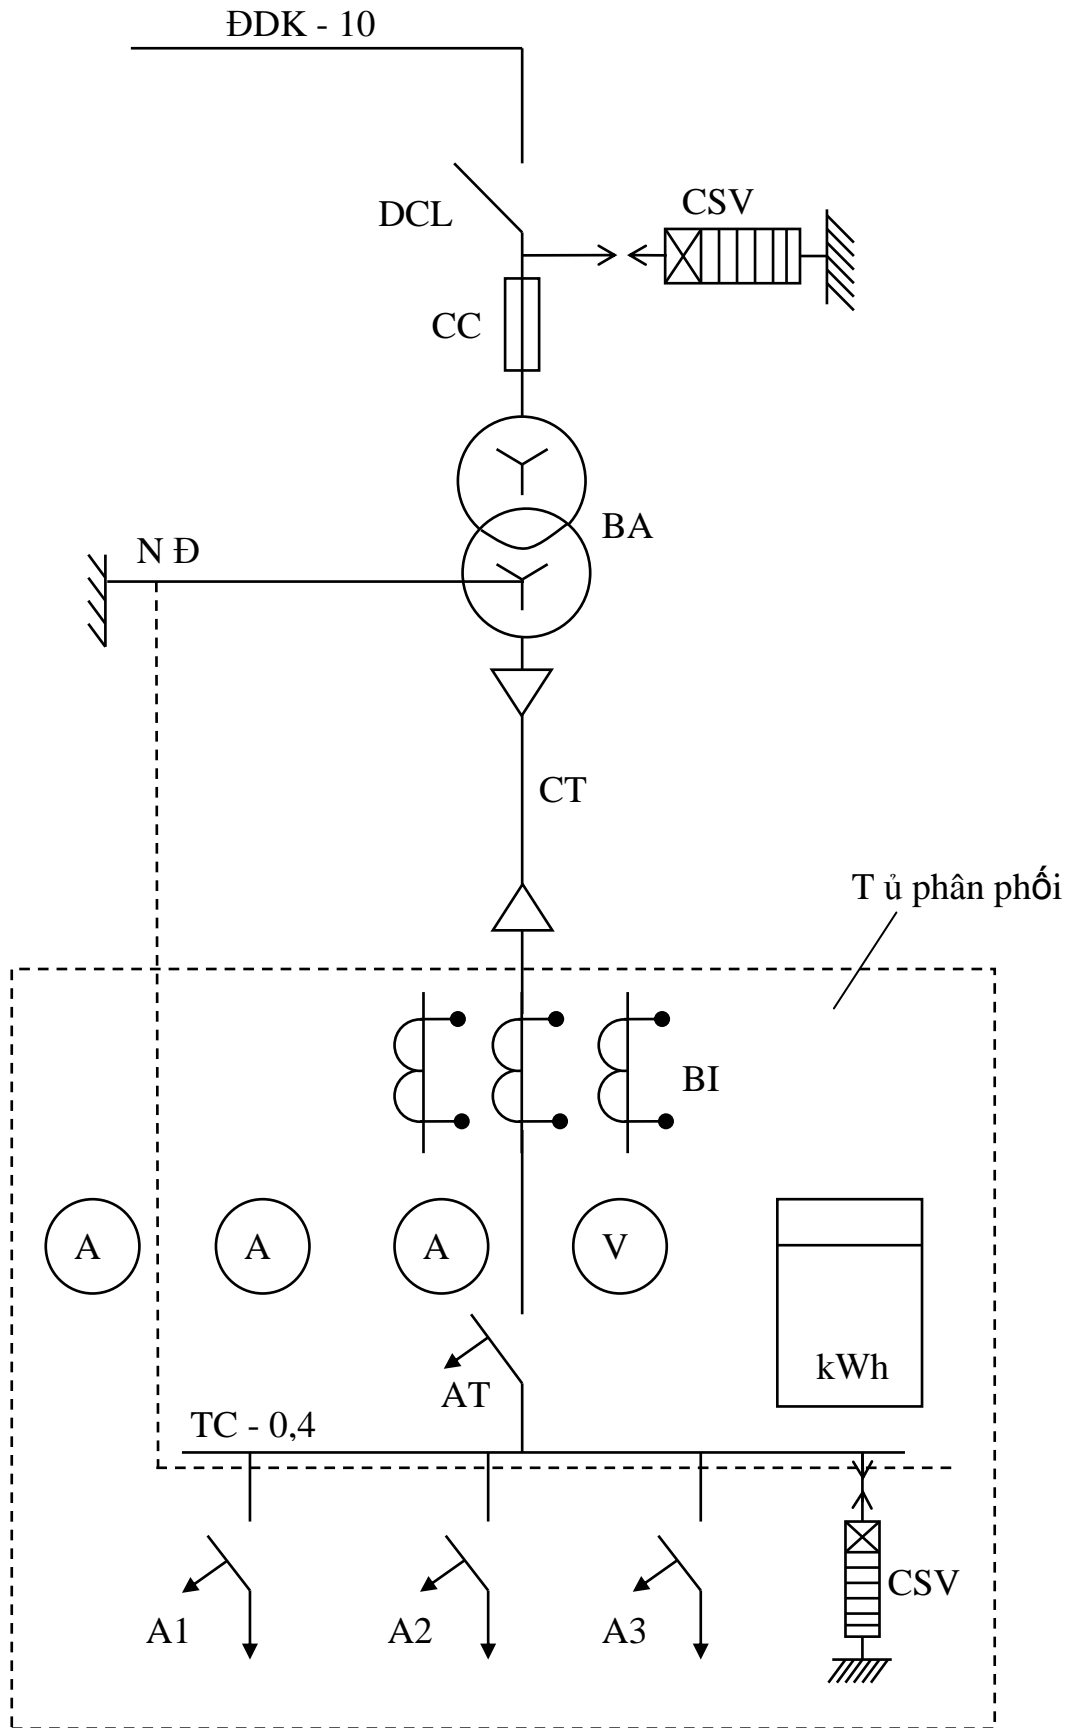 ĐDK - 10
CSV
DCL
CC
BA
N Đ
CT
T ủ phân phối
BI
A
A
A
V
kWh
AT
TC - 0,4
CSV
A1
A2
A3